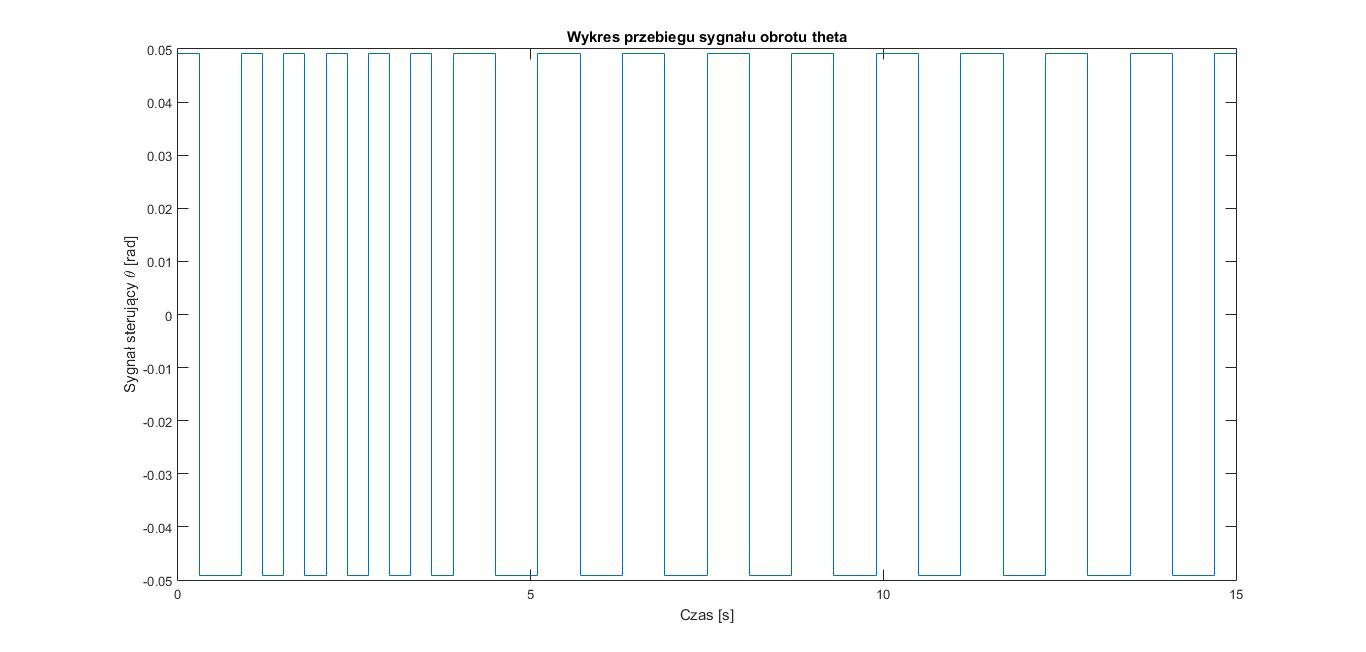 Wykres przebiegu sygnału obrotu theta
0.05
0.04
0.03
0.02
0.01
0
-0.01
-0.02
-0.03
-0.04
-0.05
Sygnał sterujący θ [rad]
0 5 10 15
Czas [s]